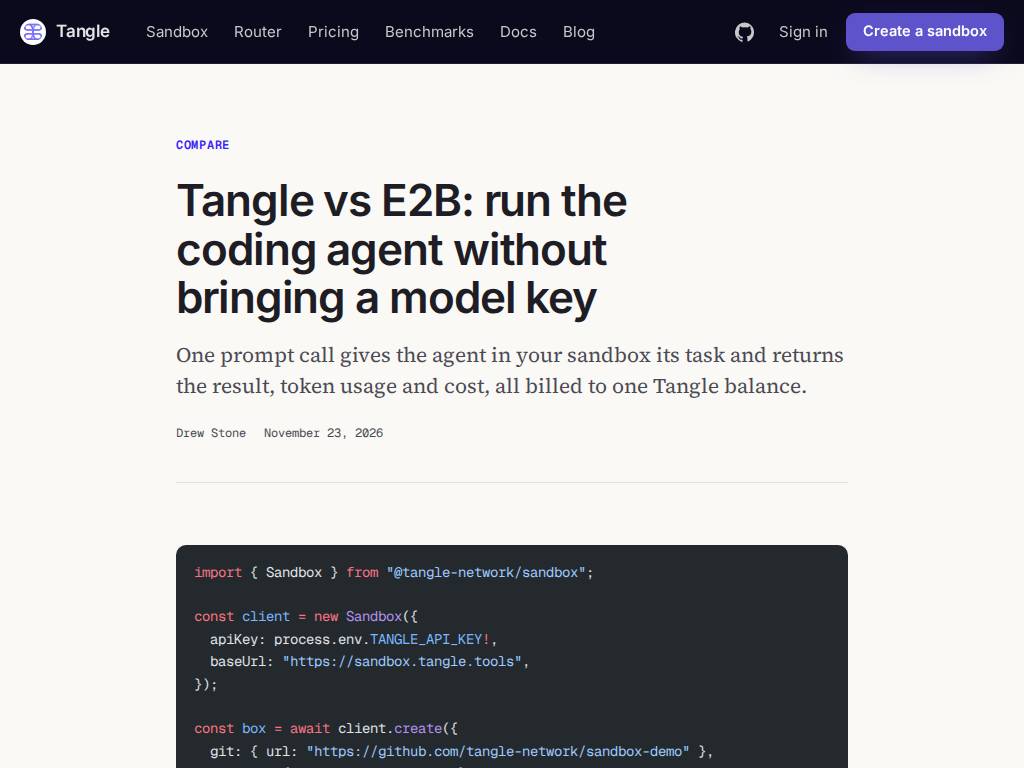 Tangle Sandbox Router Pricing Benchmarks Docs Blog Sign in Create a sandbox
COMPARE
Tangle vs E2B: run the
coding agent without
bringing a model key
One prompt call gives the agent in your sandbox its task and returns
the result, token usage and cost, all billed to one Tangle balance.
Drew Stone November 23, 2026
import { Sandbox } from "@tangle-network/sandbox";
const client = new Sandbox({
  apiKey: process.env.TANGLE_API_KEY!,
  baseUrl: "https://sandbox.tangle.tools",
});
const box = await client.create({
  git: { url: "https://github.com/tangle-network/sandbox-demo" },